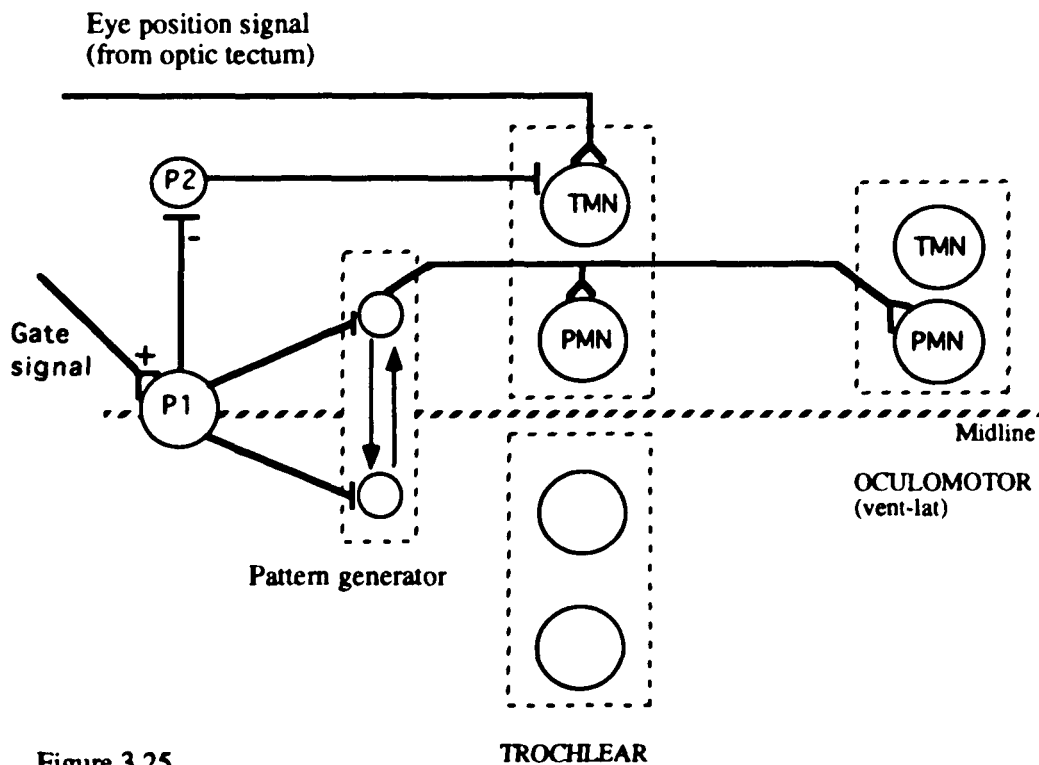 Eye position signal
(from optic tectum)
P2
TMN
TMN
-
Gate
signal
+
P1
PMN
PMN
Midline
OCULOMOTOR
(vent-lat)
Pattern generator
TROCHLEAR
Figure 3.25